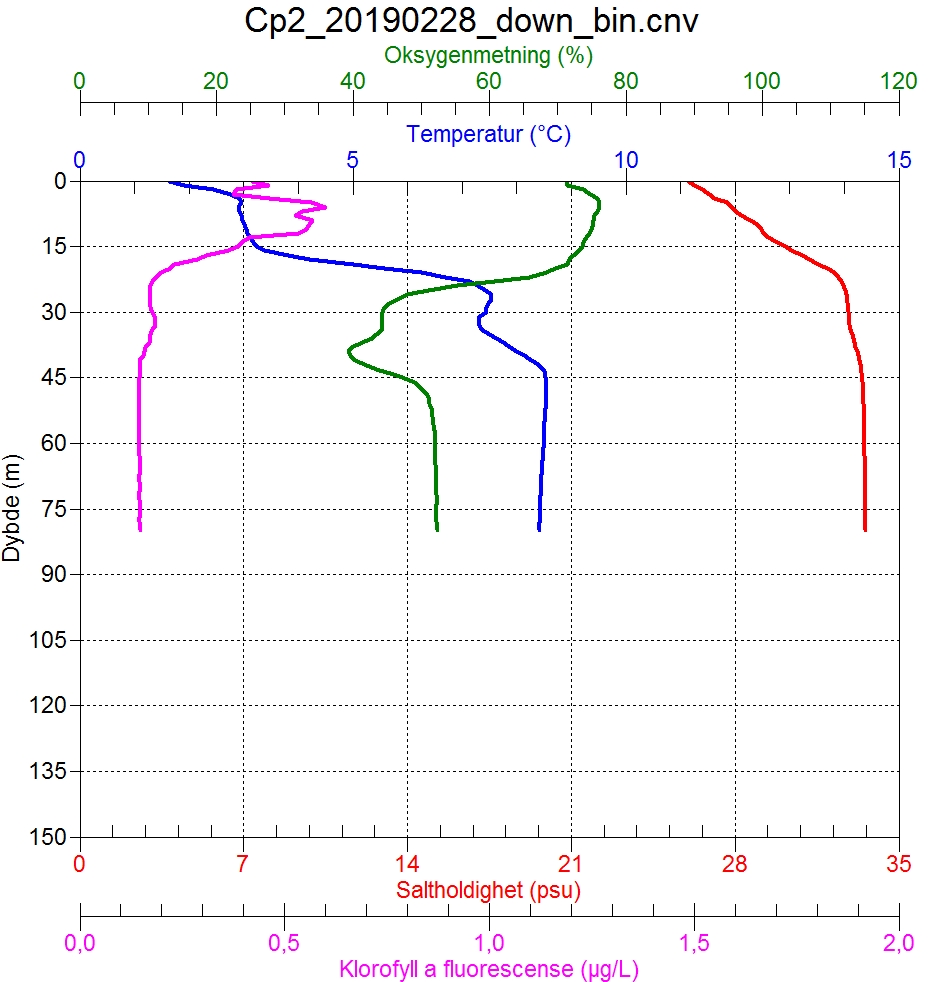 Cp2_20190228_down_bin.cnv
Oksygenmetning (%)
0 20 40 60 80 100 120
Temperatur (°C)
0 5 10 15
0
15
30
45
60
75
90
105
120
135
150
Dybde (m)
0 7 14 21 28 35
Saltholdighet (psu)
0,0 0,5 1,0 1,5 2,0
Klorofyll a fluorescense (µg/L)